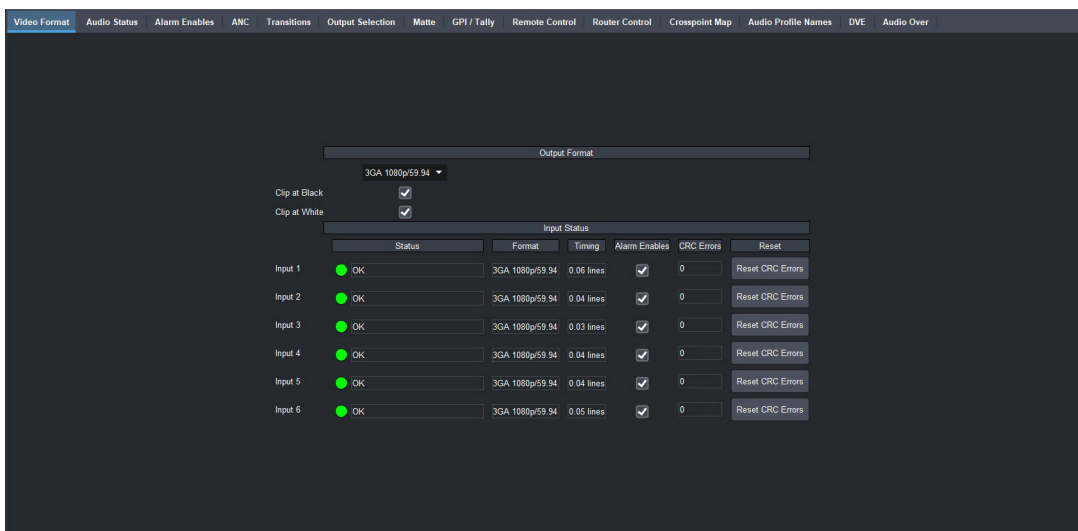 Video Format Audio Status Alarm Enables ANC Transitions Output Selection Matte GPI / Tally Remote Control Router Control Crosspoint Map Audio Profile Names DVE Audio Over
Output Format
3GA 1080p/59.94
Clip at Black
Clip at White
Input Status
Status Format Timing Alarm Enables CRC Errors Reset
Input 1 OK 3GA 1080p/59.94 0.06 lines 0 Reset CRC Errors
Input 2 OK 3GA 1080p/59.94 0.04 lines 0 Reset CRC Errors
Input 3 OK 3GA 1080p/59.94 0.03 lines 0 Reset CRC Errors
Input 4 OK 3GA 1080p/59.94 0.04 lines 0 Reset CRC Errors
Input 5 OK 3GA 1080p/59.94 0.04 lines 0 Reset CRC Errors
Input 6 OK 3GA 1080p/59.94 0.05 lines 0 Reset CRC Errors